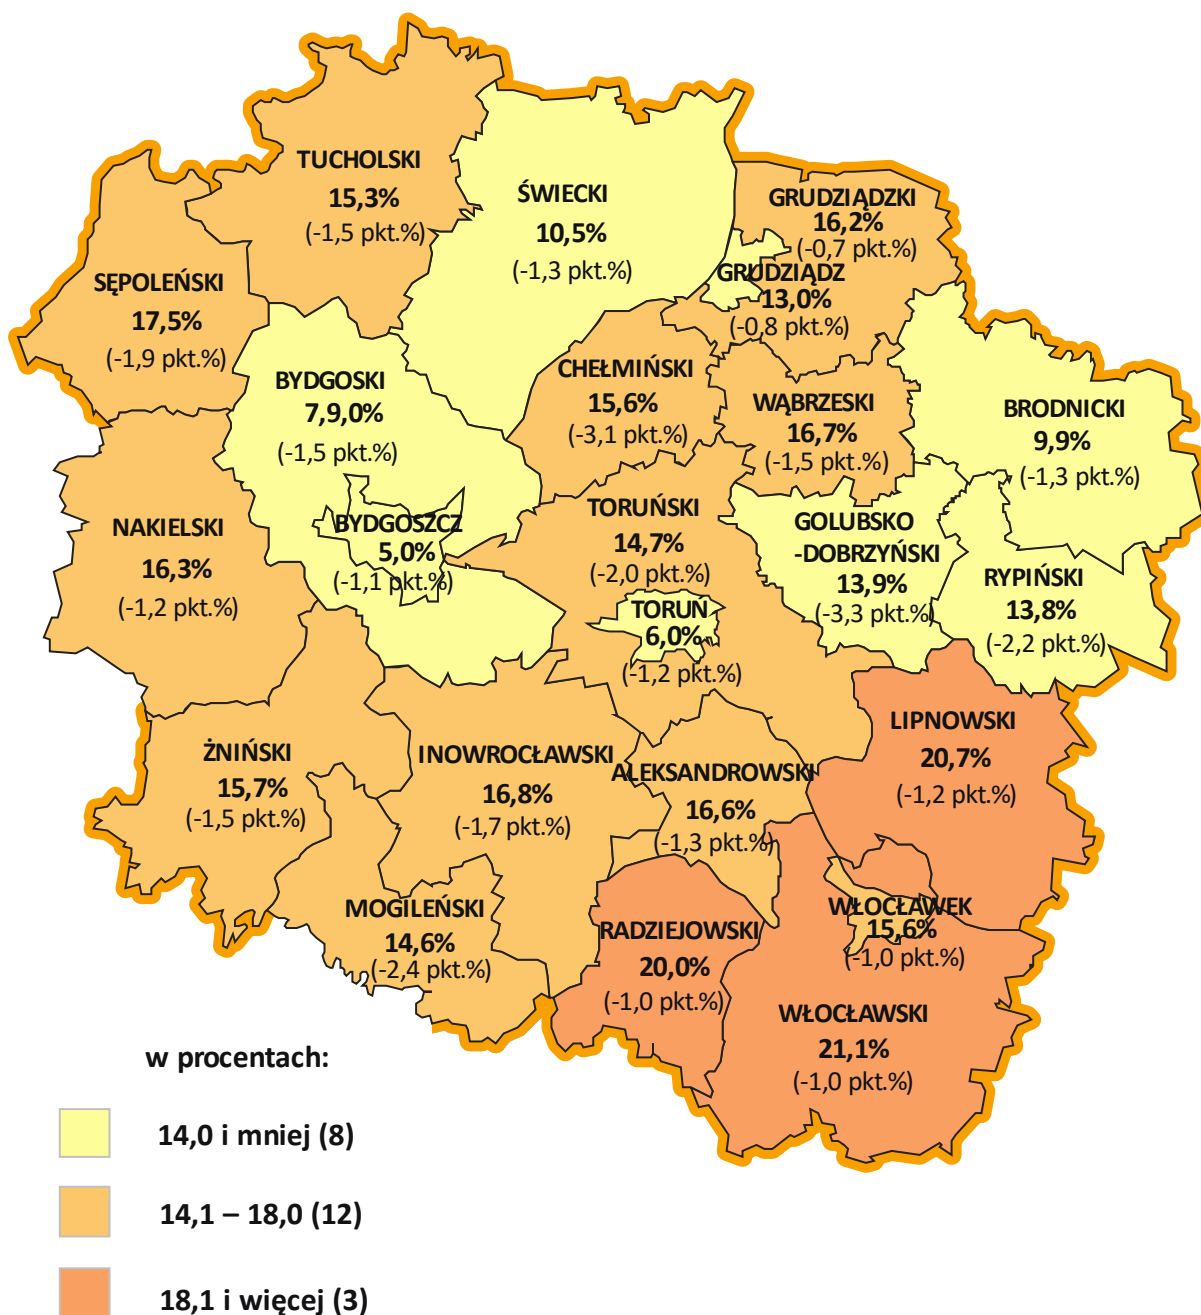 TUCHOLSKI
15,3%
(-1,5 pkt.%)
ŚWIECKI
10,5%
(-1,3 pkt.%)
GRUDZIĄDZKI
16,2%
(-0,7 pkt.%)
GRUDZIĄDZ
13,0%
(-0,8 pkt.%)
SĘPOLEŃSKI
17,5%
(-1,9 pkt.%)
BYDGOSKI
7,9,0%
(-1,5 pkt.%)
CHEŁMIŃSKI
15,6%
(-3,1 pkt.%)
WĄBRZESKI
16,7%
(-1,5 pkt.%)
BRODNICKI
9,9%
(-1,3 pkt.%)
NAKIELSKI
16,3%
(-1,2 pkt.%)
BYDGOSZCZ
5,0%
(-1,1 pkt.%)
TORUŃSKI
14,7%
(-2,0 pkt.%)
GOLUBSKO
-DOBRZYŃSKI
13,9%
(-3,3 pkt.%)
RYPIŃSKI
13,8%
(-2,2 pkt.%)
TORUŃ
6,0%
(-1,2 pkt.%)
LIPNOWSKI
20,7%
(-1,2 pkt.%)
ŻNIŃSKI
15,7%
(-1,5 pkt.%)
INOWROCŁAWSKI
16,8%
(-1,7 pkt.%)
ALEKSANDROWSKI
16,6%
(-1,3 pkt.%)
MOGILEŃSKI
14,6%
(-2,4 pkt.%)
RADZIEJOWSKI
20,0%
(-1,0 pkt.%)
WŁOCŁAWEK
15,6%
(-1,0 pkt.%)
WŁOCŁAWSKI
21,1%
(-1,0 pkt.%)
w procentach:
14,0 i mniej (8)
14,1 – 18,0 (12)
18,1 i więcej (3)